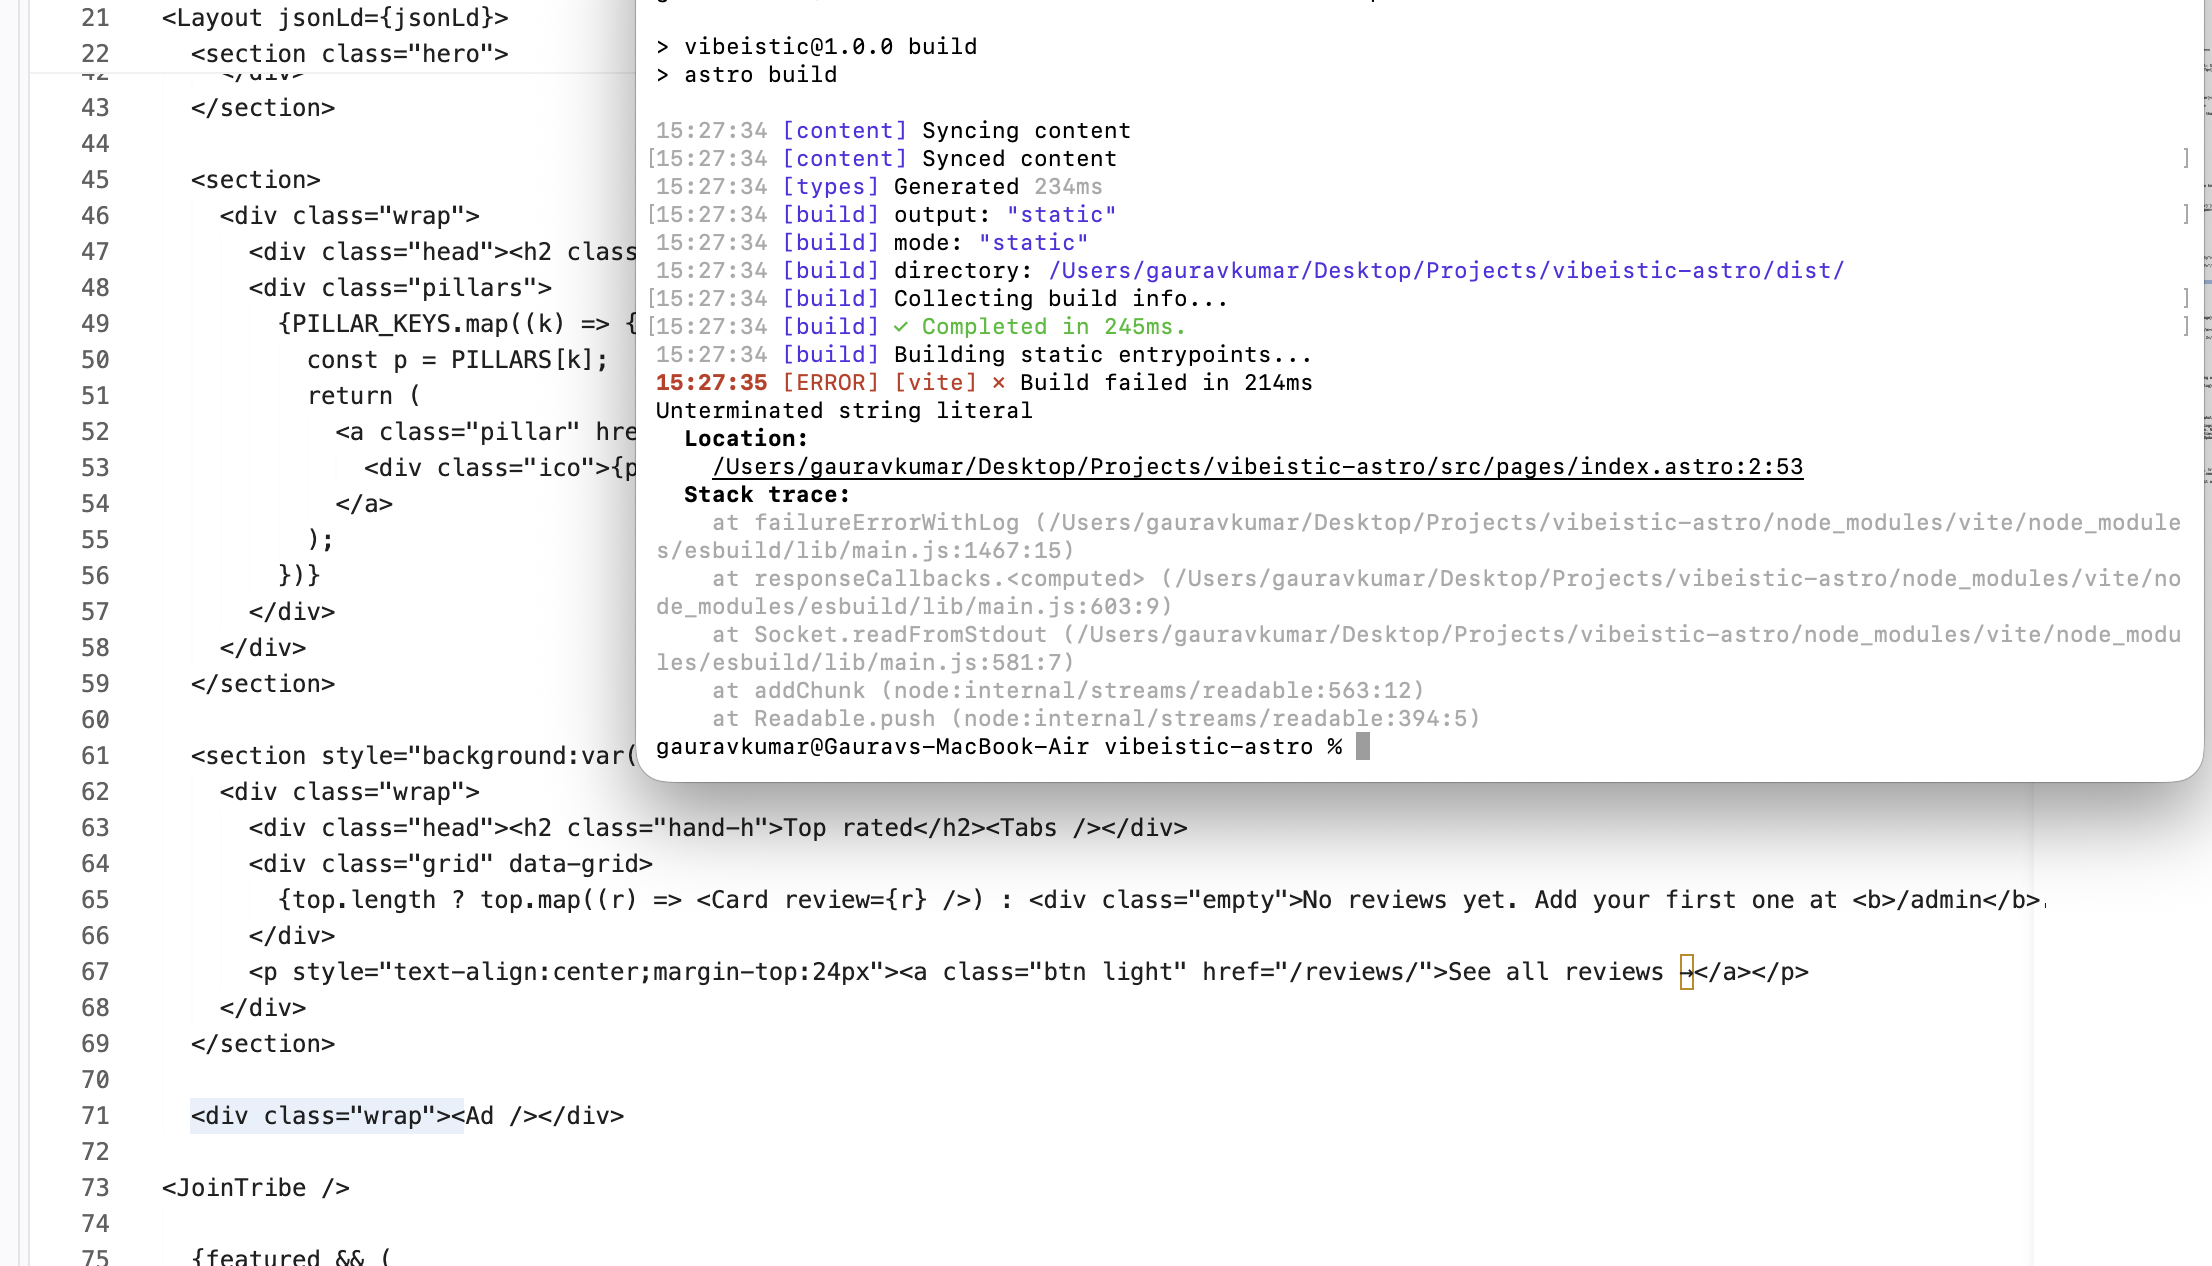 21 <Layout jsonLd={jsonLd}>
22 <section class="hero">
42 </div>
43 </section>
44
45 <section>
46 <div class="wrap">
47 <div class="head"><h2 class
48 <div class="pillars">
49 {PILLAR_KEYS.map((k) => {
50 const p = PILLARS[k];
51 return (
52 <a class="pillar" hre
53 <div class="ico">{p
54 </a>
55 );
56 })}
57 </div>
58 </div>
59 </section>
60
61 <section style="background:var(
62 <div class="wrap">
63 <div class="head"><h2 class="hand-h">Top rated</h2><Tabs /></div>
64 <div class="grid" data-grid>
65 {top.length ? top.map((r) => <Card review={r} />) : <div class="empty">No reviews yet. Add your first one at <b>/admin</b>.
66 </div>
67 <p style="text-align:center;margin-top:24px"><a class="btn light" href="/reviews/">See all reviews →</a></p>
68 </div>
69 </section>
70
71 <div class="wrap"><Ad /></div>
72
73 <JoinTribe />
74
75 {featured && (
> vibeistic@1.0.0 build
> astro build
15:27:34 [content] Syncing content
[15:27:34 [content] Synced content ]
15:27:34 [types] Generated 234ms
[15:27:34 [build] output: "static" ]
15:27:34 [build] mode: "static"
15:27:34 [build] directory: /Users/gauravkumar/Desktop/Projects/vibeistic-astro/dist/
[15:27:34 [build] Collecting build info... ]
[15:27:34 [build] ✓ Completed in 245ms. ]
15:27:34 [build] Building static entrypoints...
15:27:35 [ERROR] [vite] × Build failed in 214ms
Unterminated string literal
Location:
/Users/gauravkumar/Desktop/Projects/vibeistic-astro/src/pages/index.astro:2:53
Stack trace:
at failureErrorWithLog (/Users/gauravkumar/Desktop/Projects/vibeistic-astro/node_modules/vite/node_module
s/esbuild/lib/main.js:1467:15)
at responseCallbacks.<computed> (/Users/gauravkumar/Desktop/Projects/vibeistic-astro/node_modules/vite/no
de_modules/esbuild/lib/main.js:603:9)
at Socket.readFromStdout (/Users/gauravkumar/Desktop/Projects/vibeistic-astro/node_modules/vite/node_modu
les/esbuild/lib/main.js:581:7)
at addChunk (node:internal/streams/readable:563:12)
at Readable.push (node:internal/streams/readable:394:5)
gauravkumar@Gauravs-MacBook-Air vibeistic-astro %